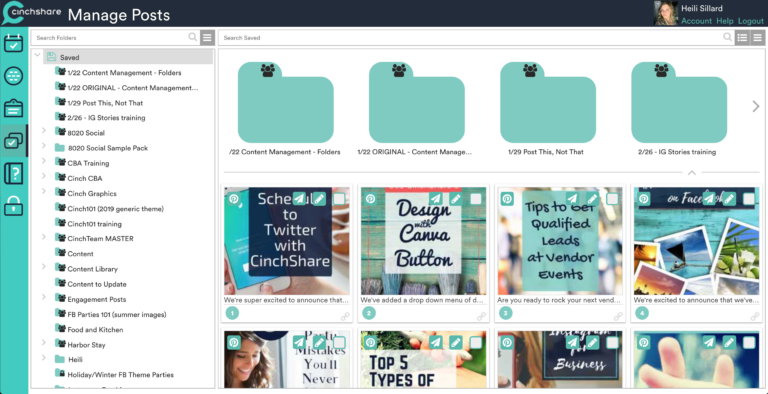 cinchshare
Manage Posts
Heili Sillard
Account Help Logout
Search Folders
Search Saved
Saved
1/22 Content Management - Folders
1/22 ORIGINAL - Content Management...
1/29 Post This, Not That
2/26 - IG Stories training
8020 Social
8020 Social Sample Pack
CBA Training
Cinch CBA
Cinch Graphics
Cinch101 (2019 generic theme)
Cinch101 training
CinchTeam MASTER
Content
Content Library
Content to Update
Engagement Posts
FB Parties 101 (summer images)
Food and Kitchen
Harbor Stay
Heili
Holiday/Winter FB Theme Parties
/22 Content Management - Folders
1/22 ORIGINAL - Content Manage...
1/29 Post This, Not That
2/26 - IG Stories training
Schedule
to
Twitter
with
CinchShare
We're super excited to announce that...
1
Design
with
Canva
Button
We've added a drop down menu of d...
2
Tips to Get
Qualified
Leads
at Vendor
Events
Are you ready to rock your next vend...
3
on Facebook
We're excited to announce that we've...
4
Party
Mistakes
You'll
Never
TOP 5
TYPES OF
Instagram
for
Business